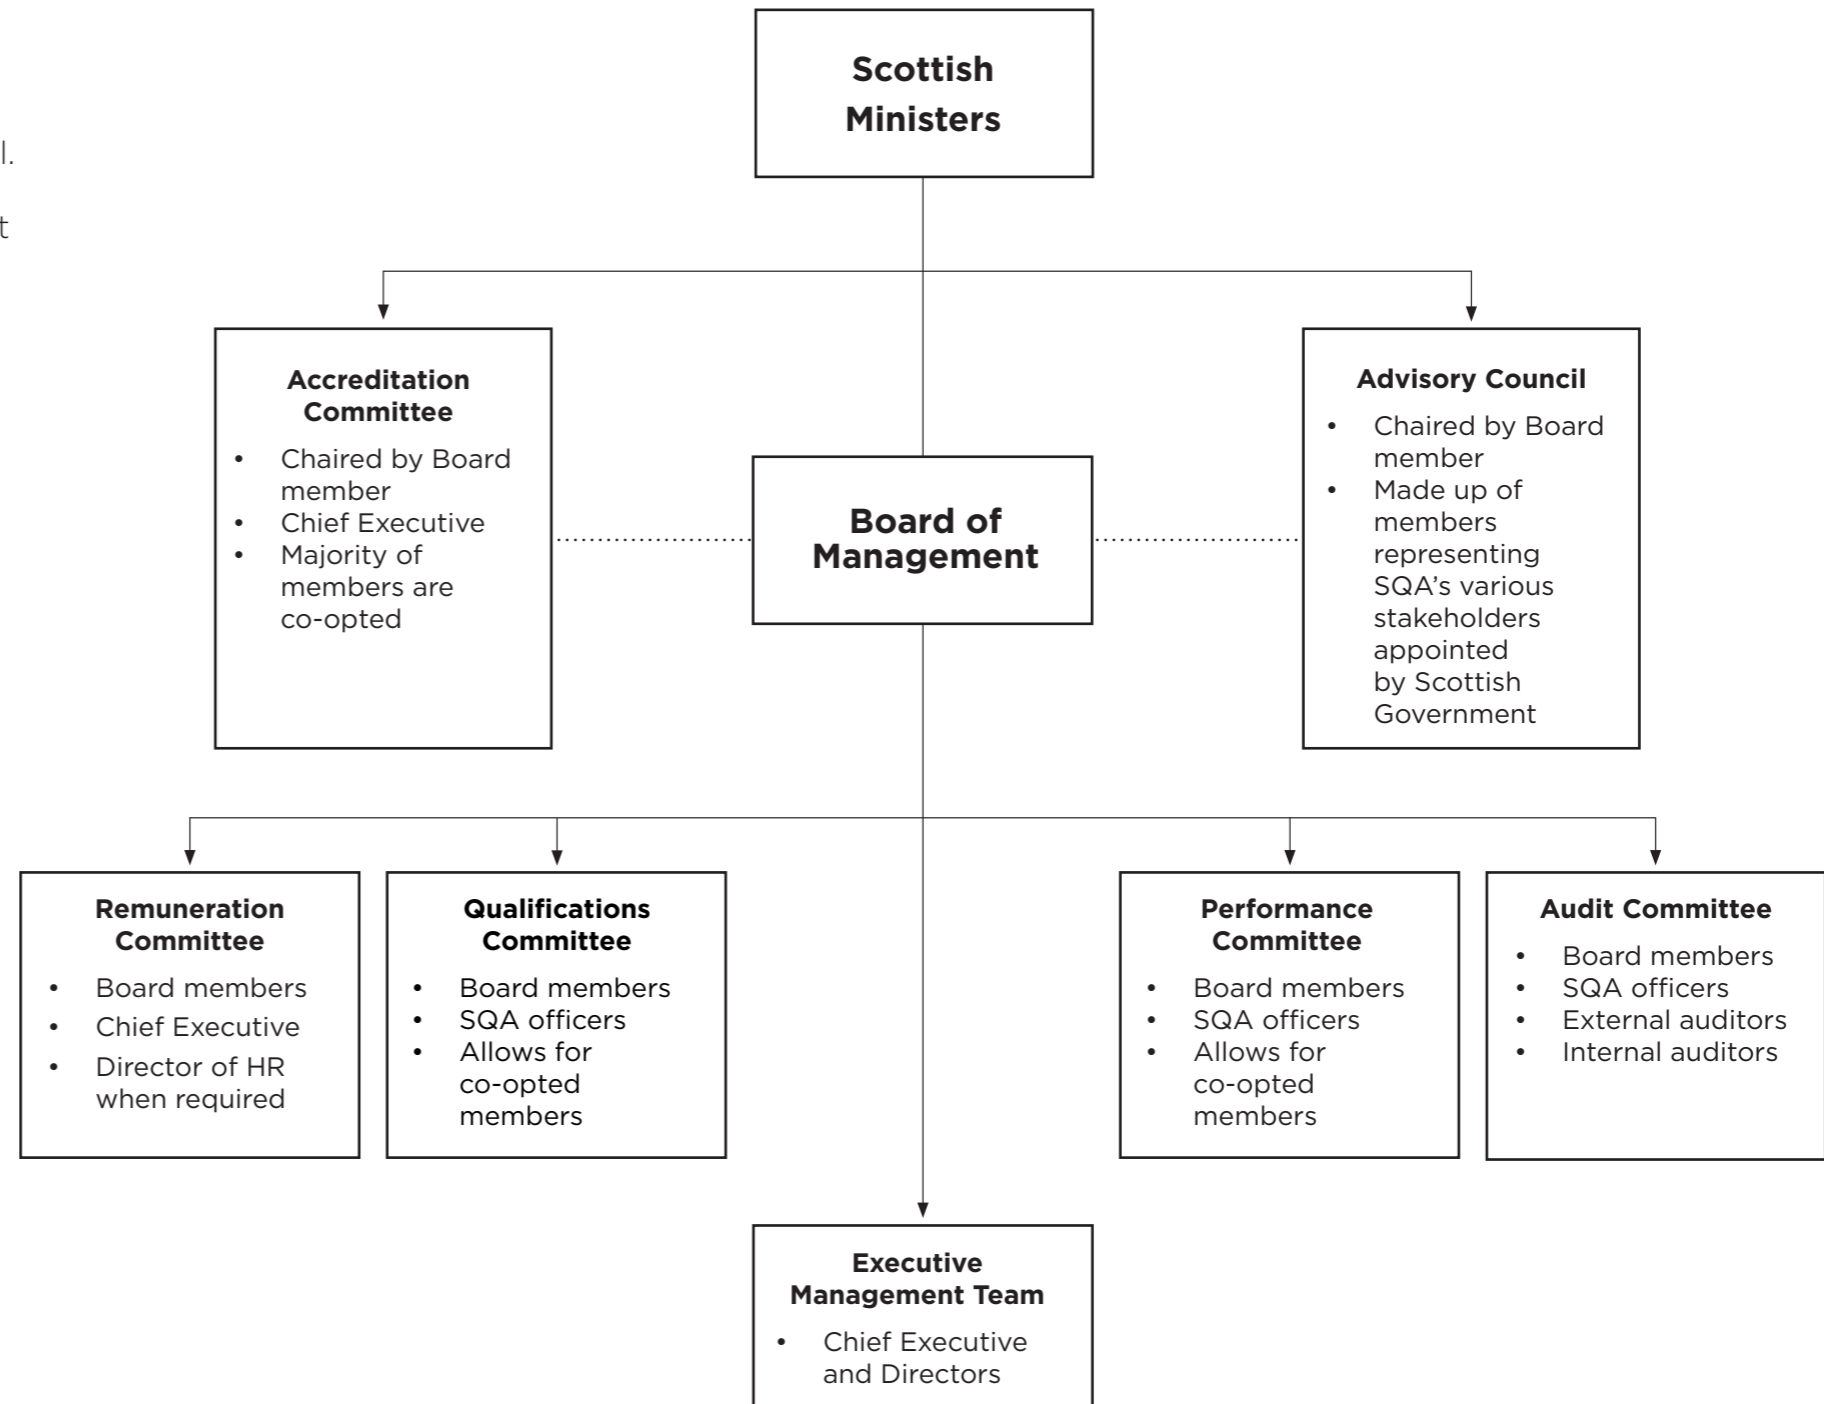 l.
t
Scottish
Ministers
Accreditation
Committee
• Chaired by Board
member
• Chief Executive
• Majority of
members are
co-opted
Board of
Management
Advisory Council
• Chaired by Board
member
• Made up of
members
representing
SQA’s various
stakeholders
appointed
by Scottish
Government
Remuneration
Committee
• Board members
• Chief Executive
• Director of HR
when required
Qualifications
Committee
• Board members
• SQA officers
• Allows for
co-opted
members
Performance
Committee
• Board members
• SQA officers
• Allows for
co-opted
members
Audit Committee
• Board members
• SQA officers
• External auditors
• Internal auditors
Executive
Management Team
• Chief Executive
and Directors